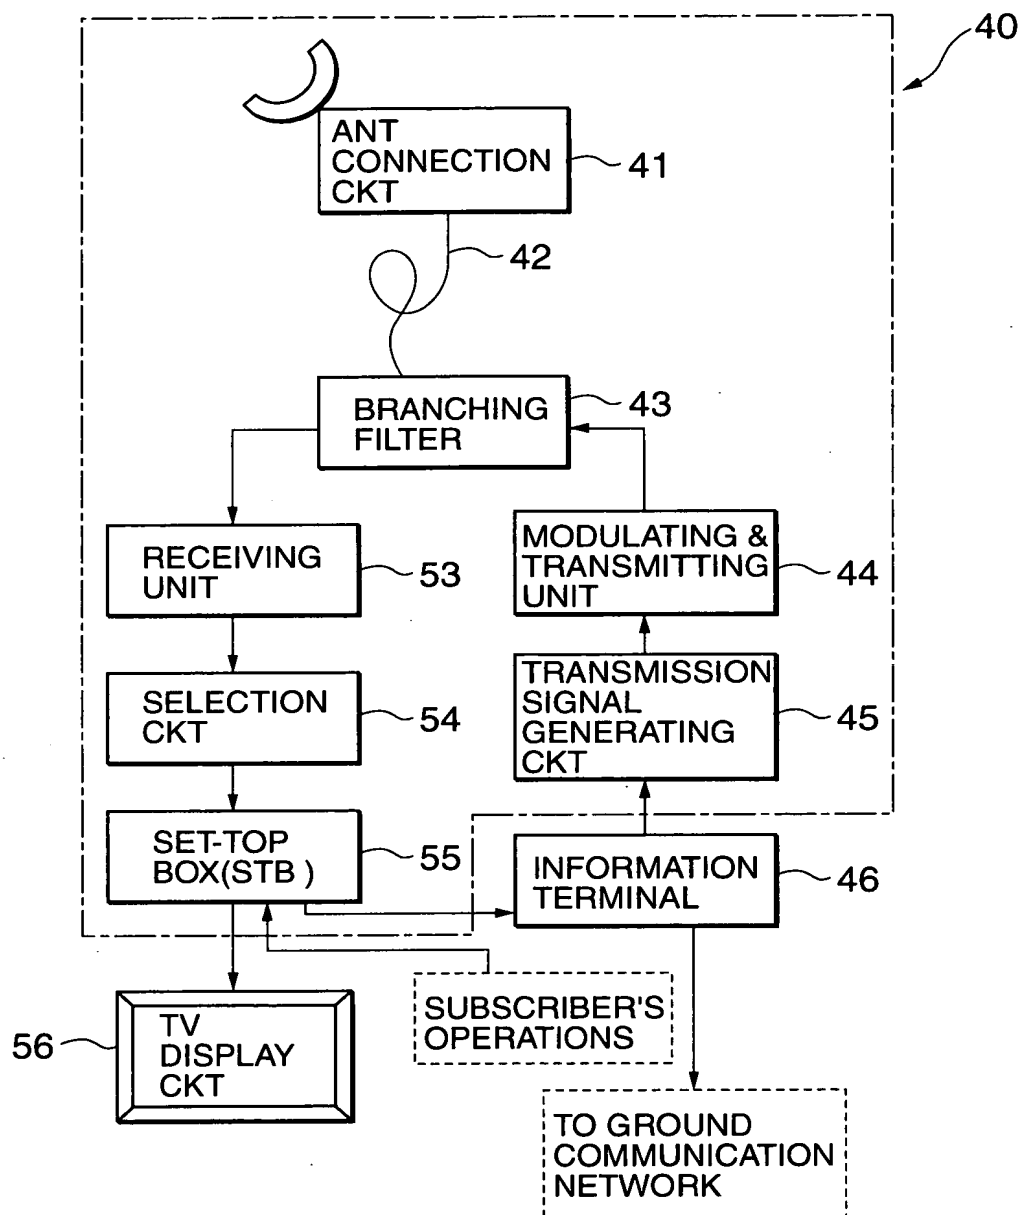 40
ANT
CONNECTION
CKT
41
42
BRANCHING
FILTER
43
RECEIVING
UNIT
53
MODULATING &
TRANSMITTING
UNIT
44
SELECTION
CKT
54
TRANSMISSION
SIGNAL
GENERATING
CKT
45
SET-TOP
BOX(STB )
55
INFORMATION
TERMINAL
46
SUBSCRIBER'S
OPERATIONS
56
TV
DISPLAY
CKT
TO GROUND
COMMUNICATION
NETWORK